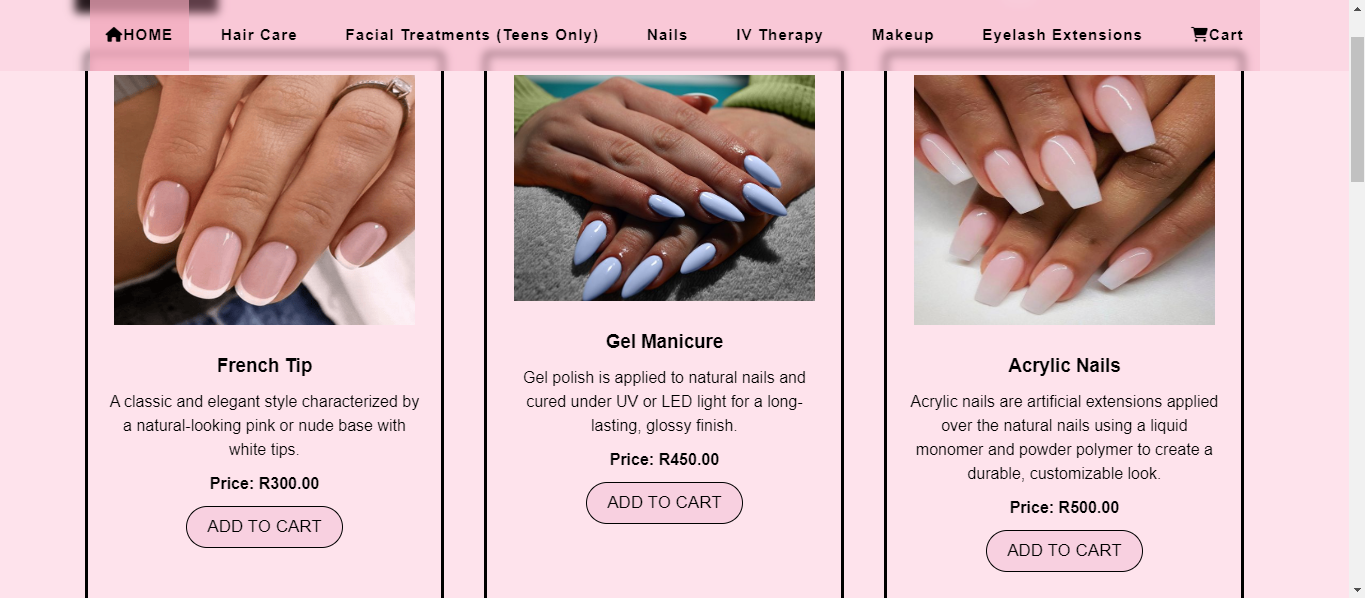 HOME Hair Care Facial Treatments (Teens Only) Nails IV Therapy Makeup Eyelash Extensions Cart
French Tip
A classic and elegant style characterized by
a natural-looking pink or nude base with
white tips.
Price: R300.00
ADD TO CART
Gel Manicure
Gel polish is applied to natural nails and
cured under UV or LED light for a long-
lasting, glossy finish.
Price: R450.00
ADD TO CART
Acrylic Nails
Acrylic nails are artificial extensions applied
over the natural nails using a liquid
monomer and powder polymer to create a
durable, customizable look.
Price: R500.00
ADD TO CART